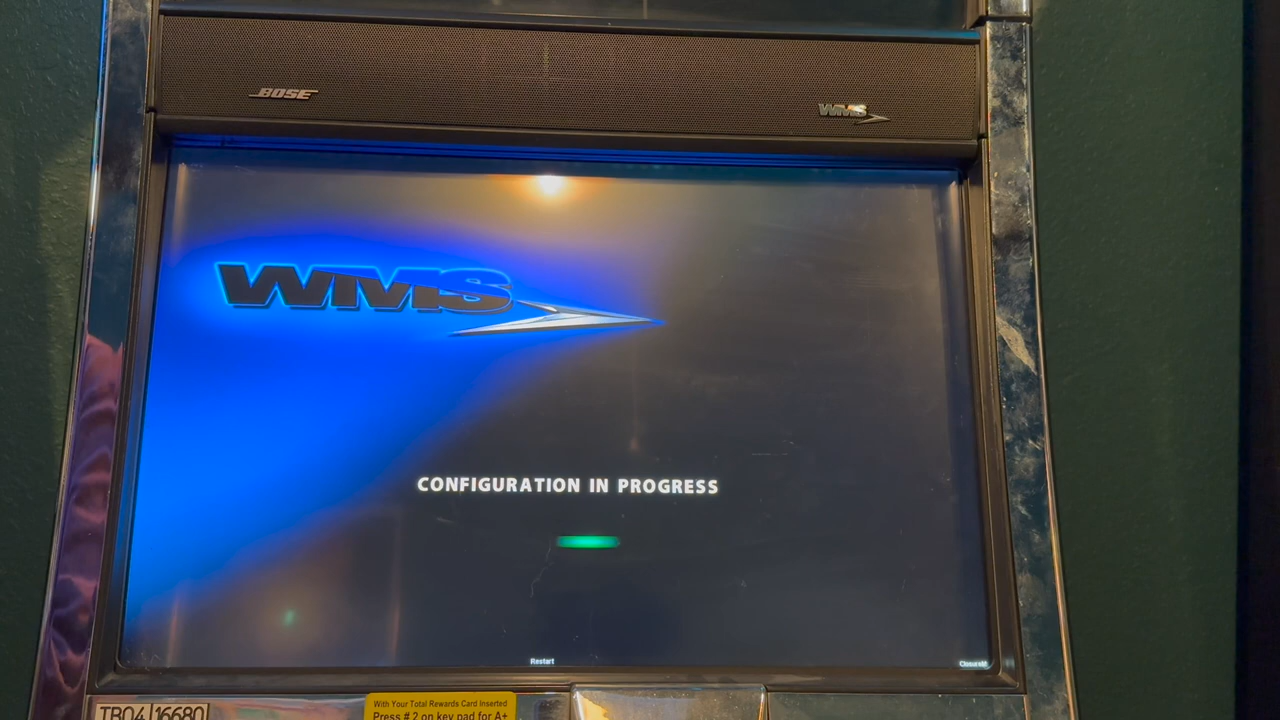 BOSE
WMS
WMS
CONFIGURATION IN PROGRESS
Restart
TBO4 16680
With Your Total Rewards Card Inserted
Press # 2 on key pad for A+